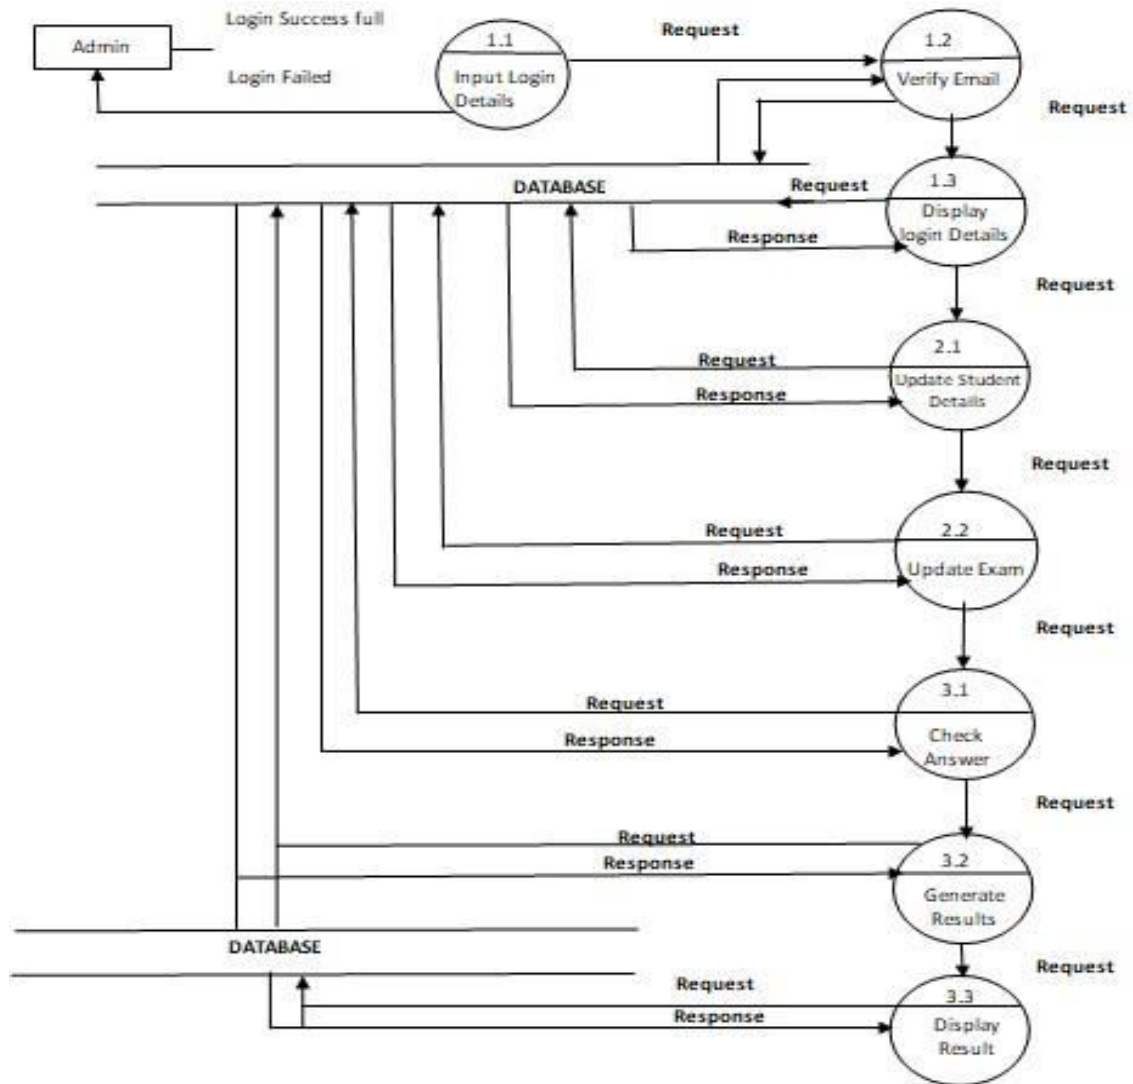 Login Success full
Admin
Login Failed
1.1
Input Login
Details
Request
1.2
Verify Email
Request
DATABASE
Request
1.3
Display
login Details
Response
Request
2.1
Update Student
Details
Request
Response
Request
2.2
Update Exam
Request
Response
Request
3.1
Check
Answer
Request
Response
Request
3.2
Generate
Results
Request
Response
DATABASE
Request
3.3
Display
Result
Request
Response